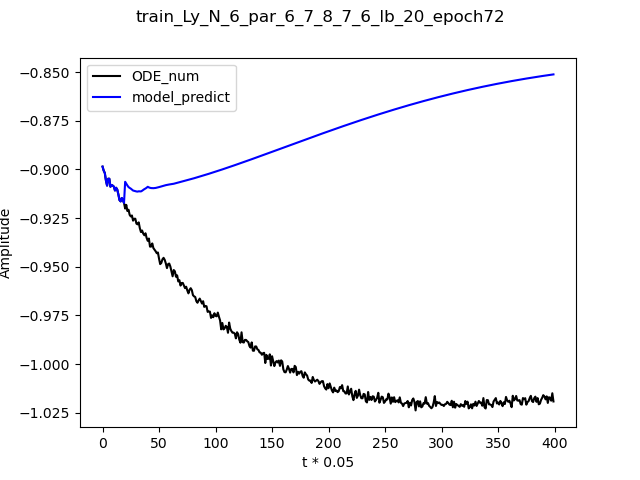 train_Ly_N_6_par_6_7_8_7_6_lb_20_epoch72
ODE_num
model_predict
Amplitude
−0.850
−0.875
−0.900
−0.925
−0.950
−0.975
−1.000
−1.025
0 50 100 150 200 250 300 350 400
t * 0.05